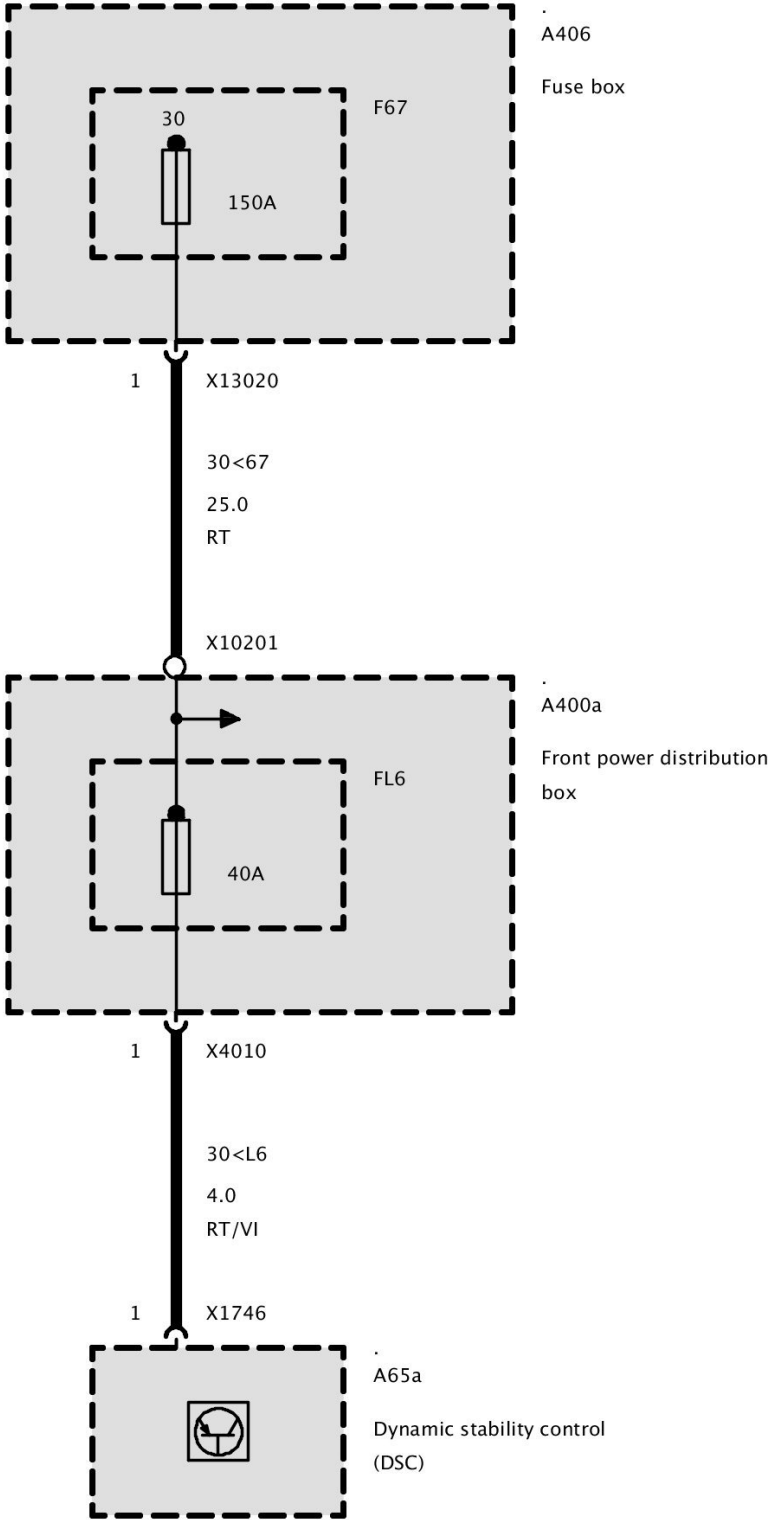 .
A406
Fuse box
F67
30
150A
1 X13020
30<67
25.0
RT
X10201
.
A400a
Front power distribution
box
FL6
40A
1 X4010
30<L6
4.0
RT/VI
1 X1746
.
A65a
Dynamic stability control
(DSC)